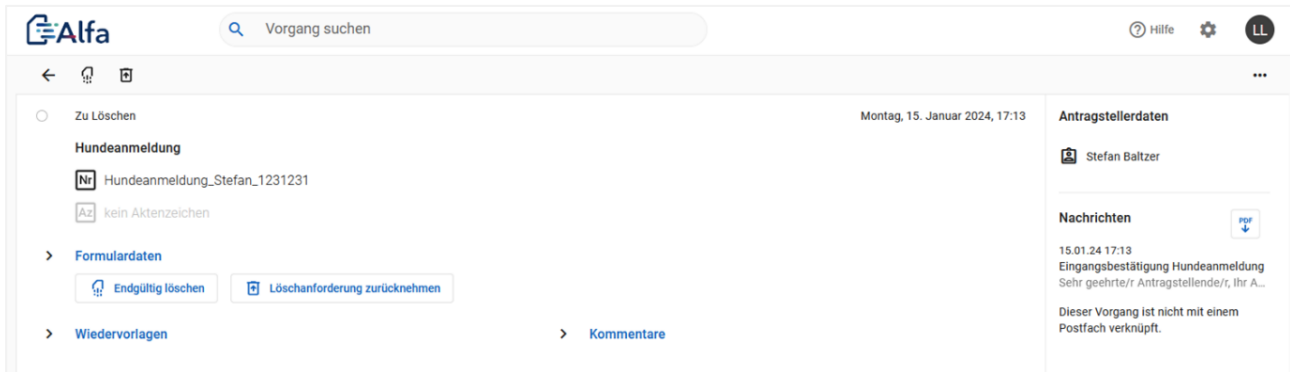 Alfa
Vorgang suchen
Hilfe
LL
Zu Löschen
Montag, 15. Januar 2024, 17:13
Hundeanmeldung
Nr Hundeanmeldung_Stefan_1231231
Az kein Aktenzeichen
Formulardaten
Endgültig löschen
Löschanforderung zurücknehmen
Wiedervorlagen
Kommentare
Antragstellerdaten
Stefan Baltzer
Nachrichten
PDF
15.01.24 17:13
Eingangsbestätigung Hundeanmeldung
Sehr geehrte/r Antragstellende/r, Ihr A...
Dieser Vorgang ist nicht mit einem
Postfach verknüpft.